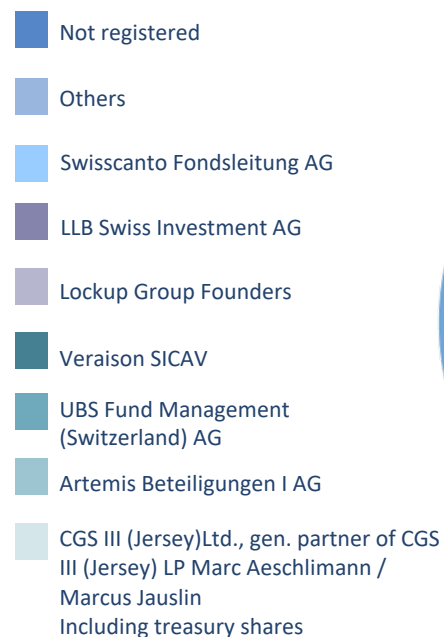 Not registered
Others
Swisscanto Fondsleitung AG
LLB Swiss Investment AG
Lockup Group Founders
Veraison SICAV
UBS Fund Management
(Switzerland) AG
Artemis Beteiligungen I AG
CGS III (Jersey)Ltd., gen. partner of CGS
III (Jersey) LP Marc Aeschlimann /
Marcus Jauslin
Including treasury shares